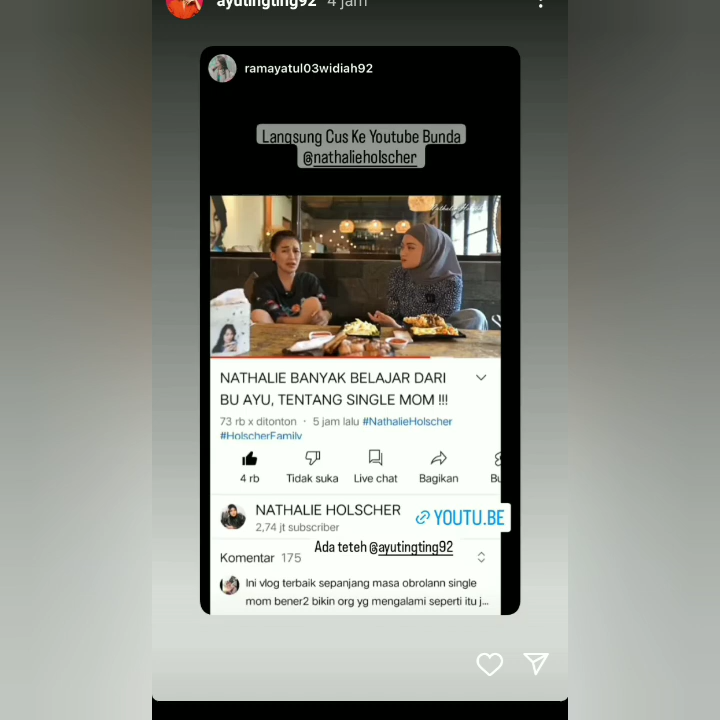 ayutingting92 4 jam
ramayatul03widiah92
Langsung Cus Ke Youtube Bunda
@nathalieholscher
NATHALIE BANYAK BELAJAR DARI
BU AYU, TENTANG SINGLE MOM !!!
73 rb x ditonton · 5 jam lalu #NathalieHolscher
#HolscherFamily
4 rb Tidak suka Live chat Bagikan
NATHALIE HOLSCHER
2,74 jt subscriber
YOUTU.BE
Ada teteh @ayutingting92
Komentar 175
Ini vlog terbaik sepanjang masa obrolann single
mom bener2 bikin org yg mengalami seperti itu j...